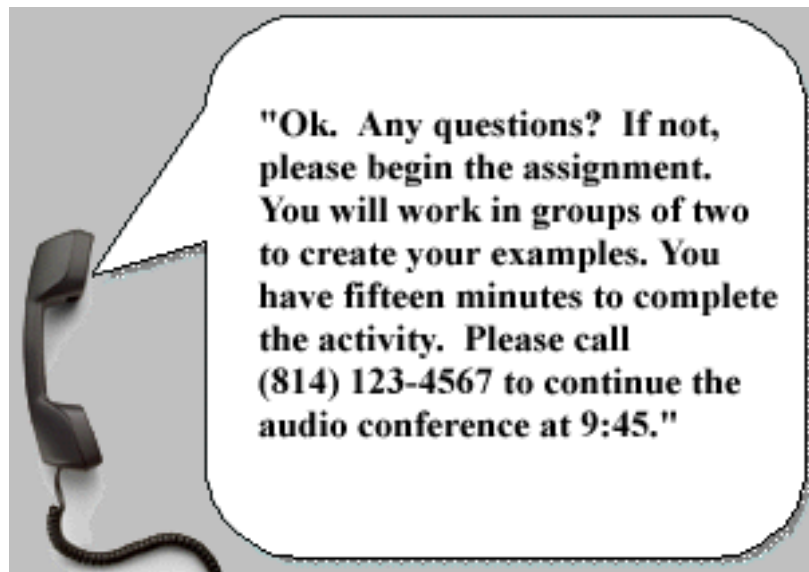 "Ok.  Any questions?  If not,
please begin the assignment.
You will work in groups of two
to create your examples. You
have fifteen minutes to complete
the activity.  Please call
(814) 123-4567 to continue the
audio conference at 9:45."